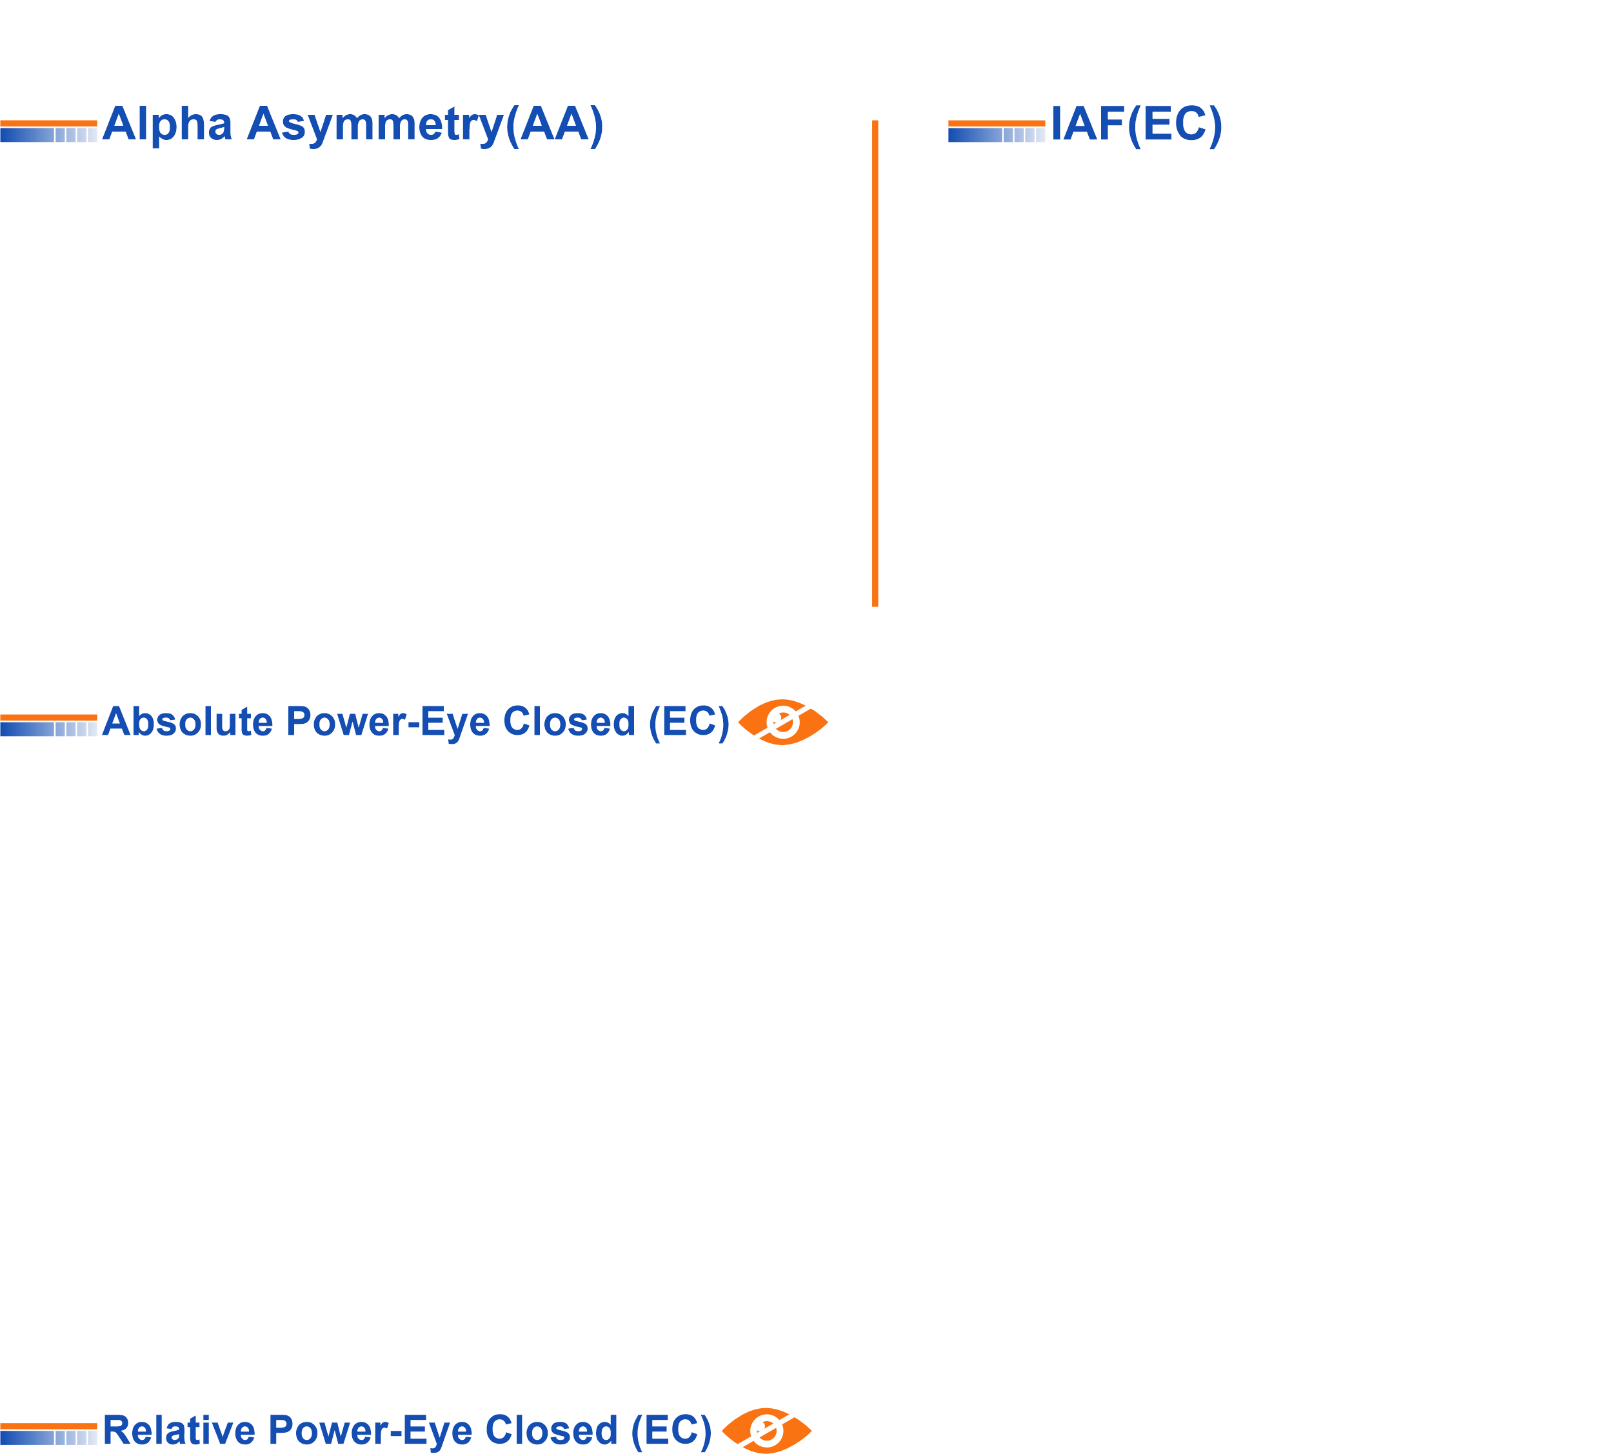 Alpha Asymmetry(AA)
IAF(EC)
Absolute Power-Eye Closed (EC)
Relative Power-Eye Closed (EC)